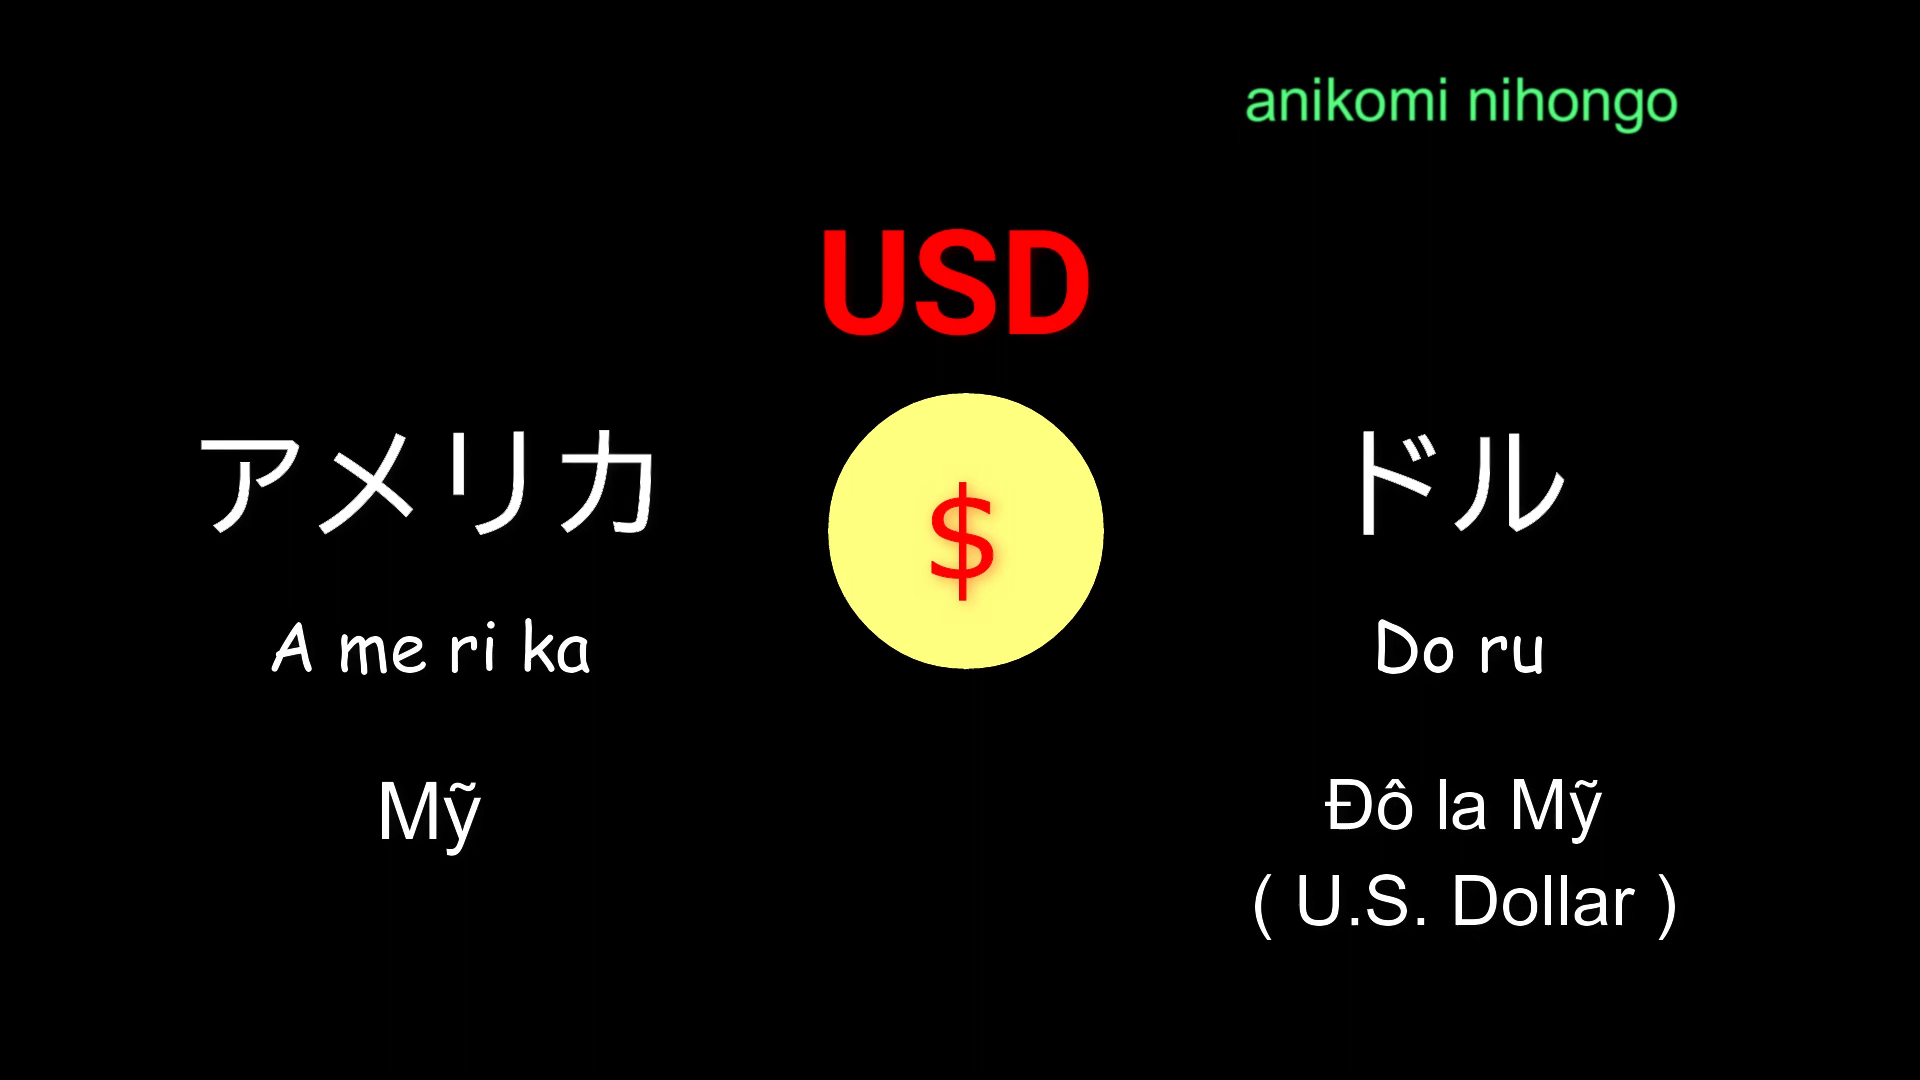 anikomi nihongo
USD
アメリカ
$
ドル
A me ri ka
Do ru
Mỹ
Đô la Mỹ
( U.S. Dollar )